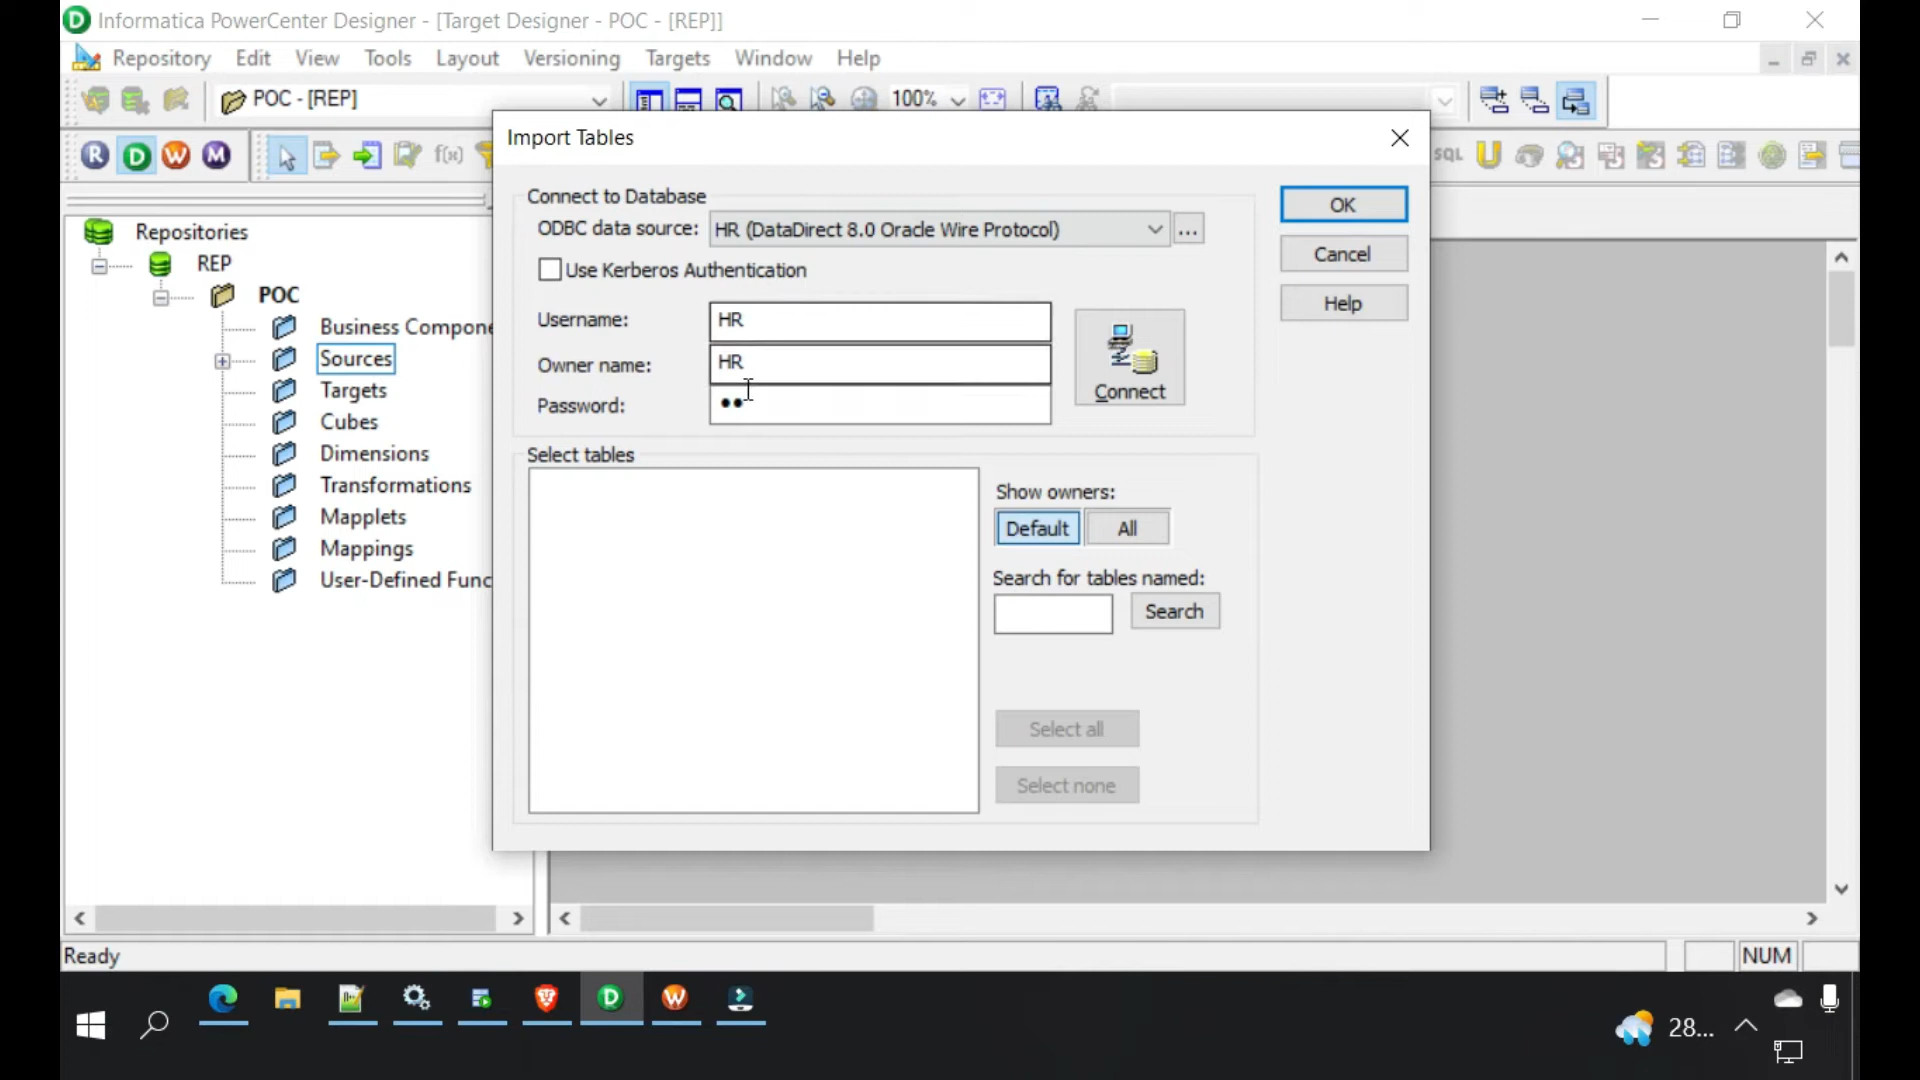 Informatica PowerCenter Designer - [Target Designer - POC - [REP]]
Repository Edit View Tools Layout Versioning Targets Window Help
POC - [REP]
100%
R D W M
f(x)
SQL
Import Tables
Connect to Database
ODBC data source: HR (DataDirect 8.0 Oracle Wire Protocol) ...
Use Kerberos Authentication
Username: HR
Owner name: HR
Password: ●●
Connect
OK
Cancel
Help
Select tables
Show owners:
Default All
Search for tables named:
Search
Select all
Select none
Repositories
REP
POC
Business Compone
Sources
Targets
Cubes
Dimensions
Transformations
Mapplets
Mappings
User-Defined Func
Ready
NUM
28...